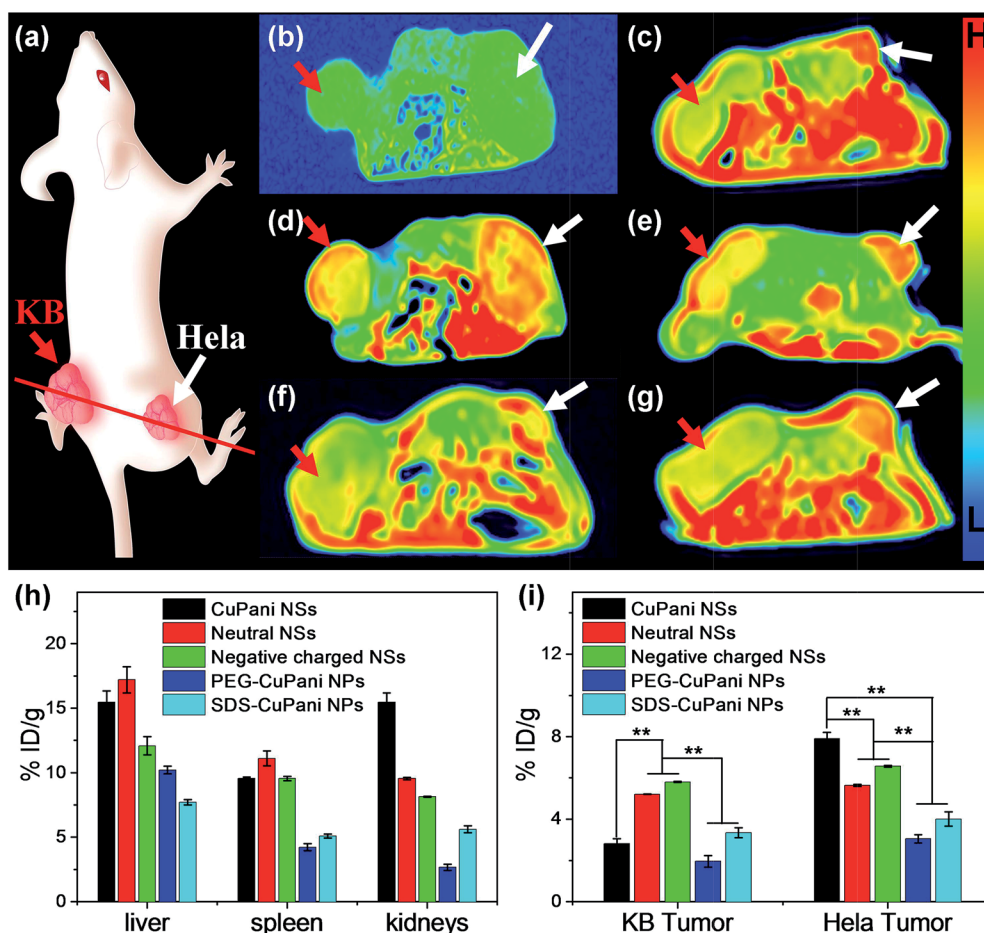 (a)
KB
Hela
(b)
(c)
(d)
(e)
(f)
(g)
H
L
(h)
CuPani NSs
Neutral NSs
Negative charged NSs
PEG-CuPani NPs
SDS-CuPani NPs
% ID/g
20
15
10
5
0
liver
spleen
kidneys
(i)
CuPani NSs
Neutral NSs
Negative charged NSs
PEG-CuPani NPs
SDS-CuPani NPs
% ID/g
12
8
4
0
**
**
**
**
**
KB Tumor
Hela Tumor